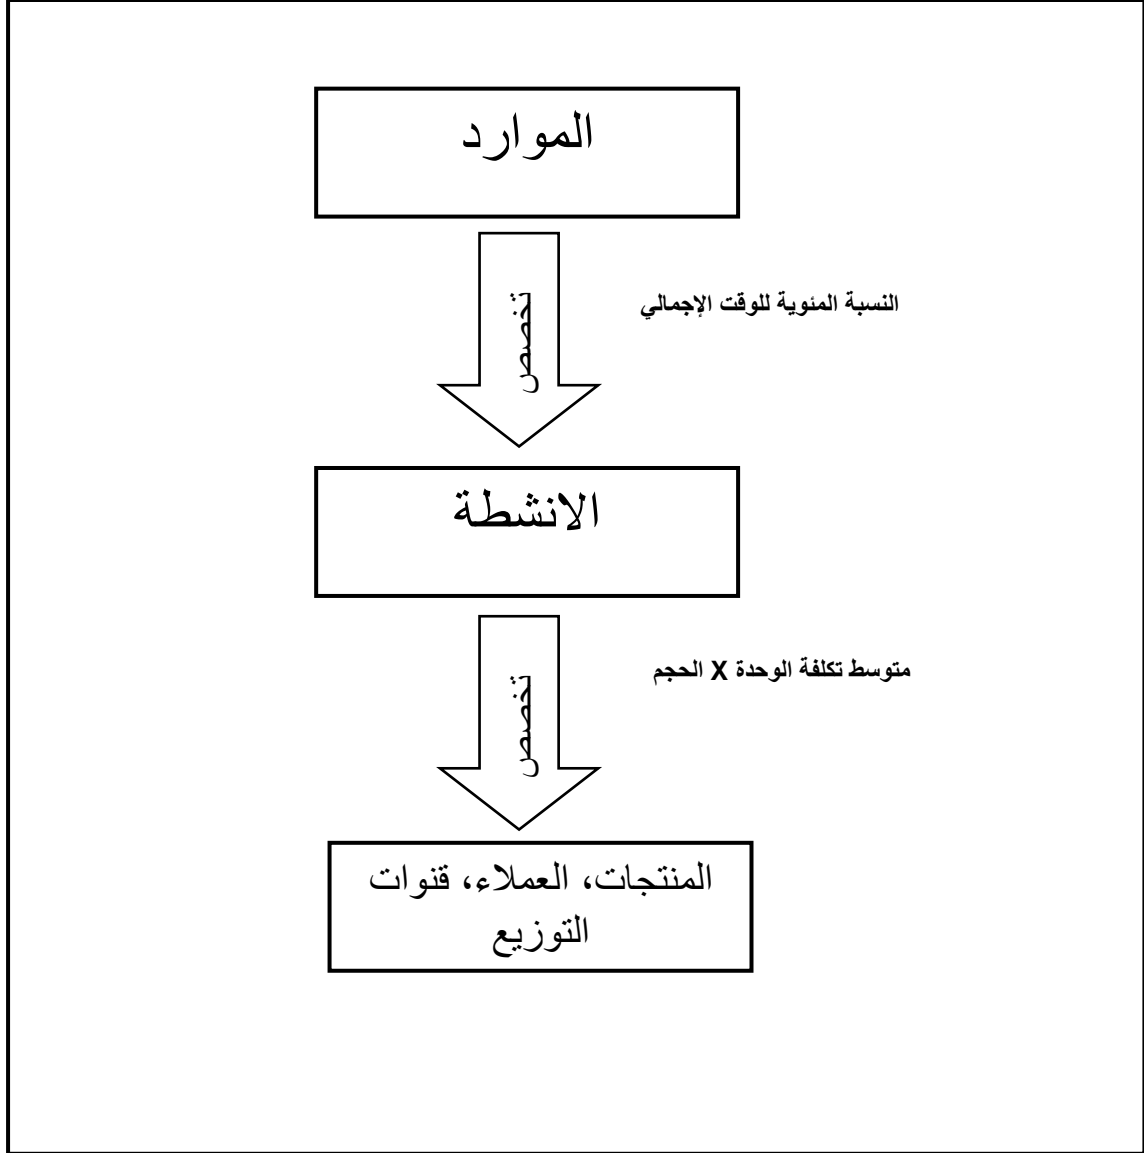 الموارد
تخصص
النسبة المئوية للوقت الإجمالي
الانشطة
تخصص
متوسط تكلفة الوحدة X الحجم
المنتجات، العملاء، قنوات
التوزيع